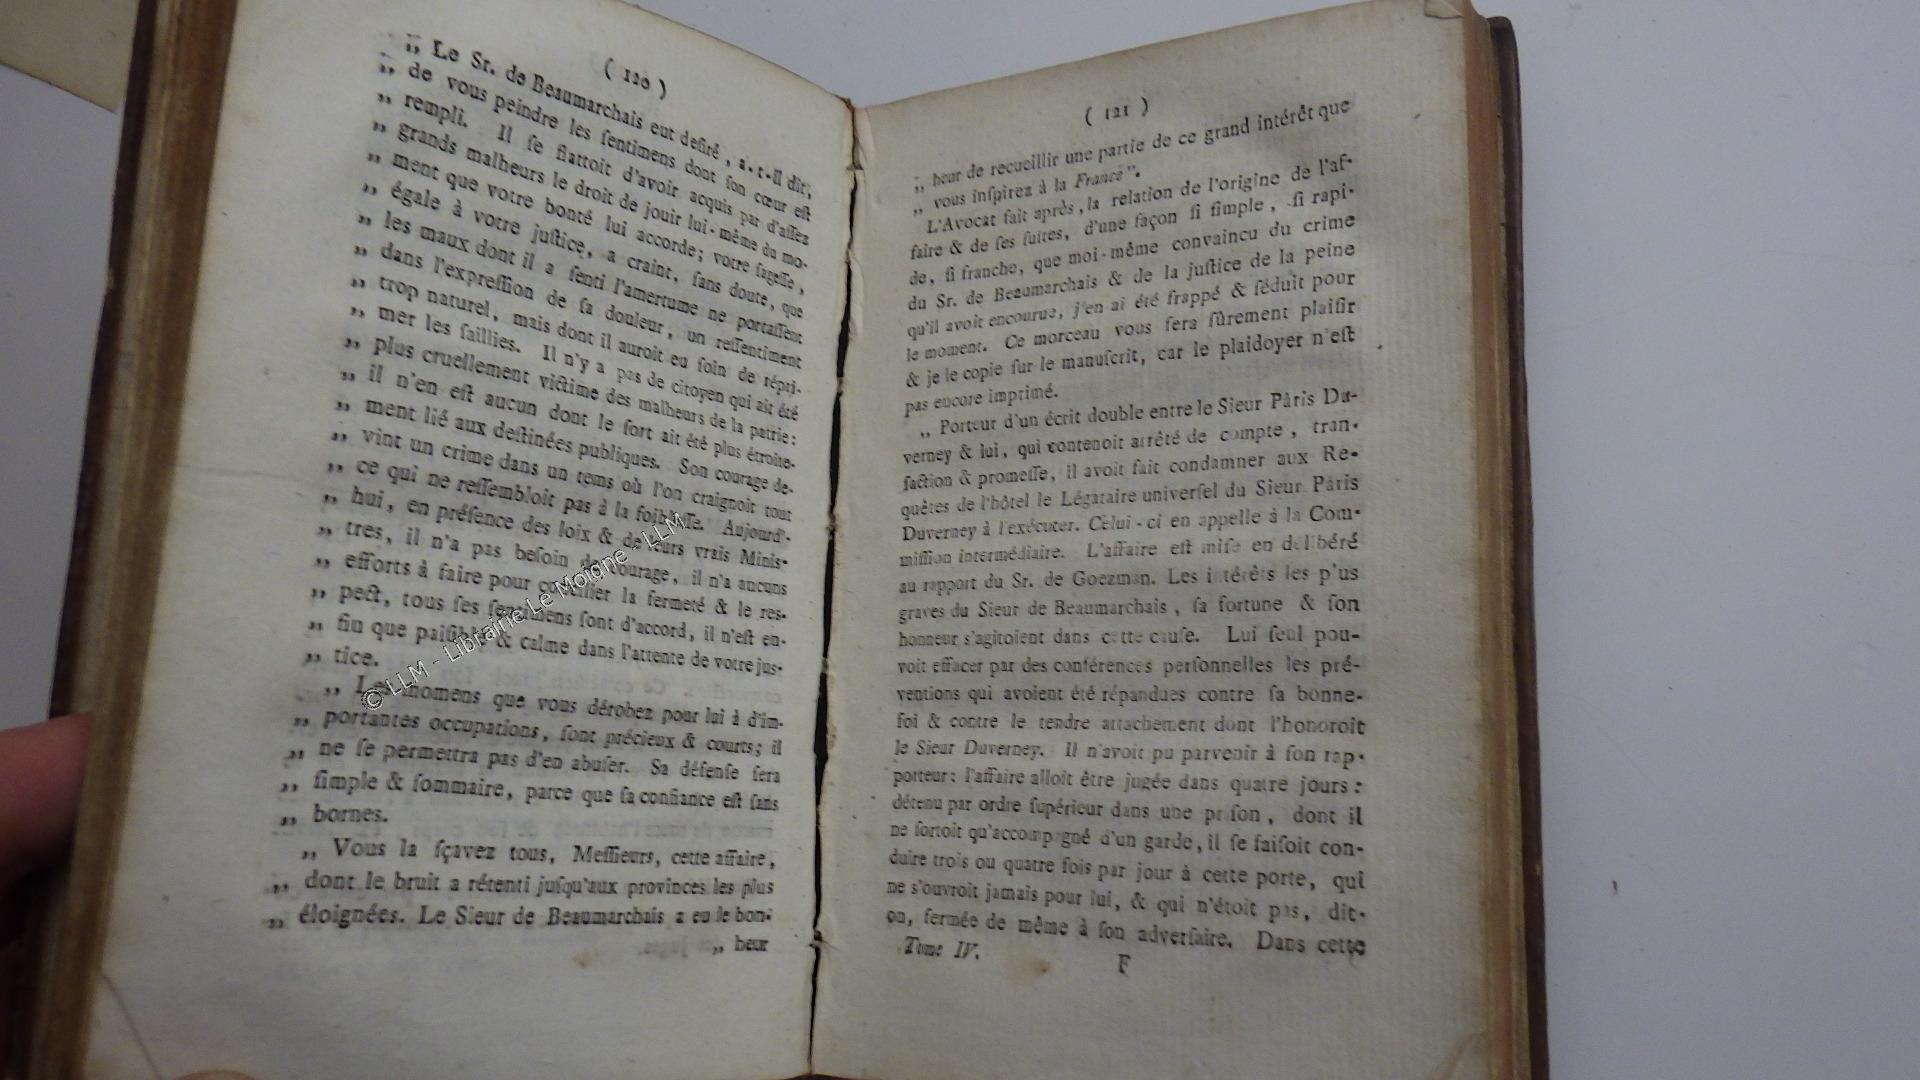 ( 120 )
„ Le Sr. de Beaumarchais eut deſiré, a-t-il dit,
„ de vous peindre les ſentimens dont ſon cœur eſt
„ rempli. Il ſe flattoit d'avoir acquis par d'aſſez
„ grands malheurs le droit de jouir lui-même du mo-
„ ment que votre bonté lui accorde; votre ſageſſe,
„ égale à votre juſtice, a craint, ſans doute, que
„ les maux dont il a ſenti l'amertume ne portaſſent
„ dans l'expreſſion de ſa douleur, un reſſentiment
„ trop naturel, mais dont il auroit eu ſoin de répri-
„ mer les ſaillies. Il n'y a pas de citoyen qui ait été
„ plus cruellement victime des malheurs de la patrie:
„ il n'en eſt aucun dont le ſort ait été plus étroite-
„ ment lié aux deſtinées publiques. Son courage de-
„ vint un crime dans un tems où l'on craignoit tout
„ ce qui ne reſſembloit pas à la foibleſſe. Aujourd'-
„ hui, en préſence des loix & de leurs vrais Minis-
„ tres, il n'a pas beſoin de courage, il n'a aucuns
„ efforts à faire pour concilier la fermeté & le res-
„ pect, tous ſes ſentimens ſont d'accord, il n'eſt en-
„ fin que paiſible & calme dans l'attente de votre jus-
„ tice.
„ Les momens que vous dérobez pour lui à d'im-
„ portantes occupations, ſont précieux & courts; il
„ ne ſe permettra pas d'en abuſer. Sa défenſe ſera
„ ſimple & ſommaire, parce que ſa confiance eſt ſans
„ bornes.
„ Vous la ſçavez tous, Meſſieurs, cette affaire,
„ dont le bruit a rétenti juſqu'aux provinces les plus
„ éloignées. Le Sieur de Beaumarchais a eu le bon-
„ heur
© LLM - Librairie Le Moigne - LLM
( 121 )
„ heur de recueillir une partie de ce grand intérêt que
„ vous inſpirez à la France".
L'Avocat fait après, la relation de l'origine de l'af-
faire & de ſes ſuites, d'une façon ſi ſimple, ſi rapi-
de, ſi franche, que moi-même convaincu du crime
du Sr. de Beaumarchais & de la juſtice de la peine
qu'il avoit encourue, j'en ai été frappé & ſéduit pour
le moment. Ce morceau vous ſera ſûrement plaiſir
& je le copie ſur le manuſcrit, car le plaidoyer n'eſt
pas encore imprimé.
„ Porteur d'un écrit double entre le Sieur Pâris Du-
verney & lui, qui contenoit arrêté de compte, tran-
ſaction & promeſſe, il avoit fait condamner aux Re-
quêtes de l'hôtel le Légataire univerſel du Sieur Pâris
Duverney à l'exécuter. Celui-ci en appelle à la Com-
miſſion intermédiaire. L'affaire eſt miſe en délibéré
au rapport du Sr. de Goezman. Les intérêts les plus
graves du Sieur de Beaumarchais, ſa fortune & ſon
honneur s'agitoient dans cette cauſe. Lui ſeul pou-
voit effacer par des conférences perſonnelles les pré-
ventions qui avoient été répandues contre ſa bonne-
foi & contre le tendre attachement dont l'honoroit
le Sieur Duverney. Il n'avoit pu parvenir à ſon rap-
porteur: l'affaire alloit être jugée dans quatre jours:
détenu par ordre ſupérieur dans une priſon, dont il
ne ſortoit qu'accompagné d'un garde, il ſe faiſoit con-
duire trois ou quatre fois par jour à cette porte, qui
ne s'ouvroit jamais pour lui, & qui n'étoit pas, dit-
on, fermée de même à ſon adverſaire. Dans cette
Tome IV. F